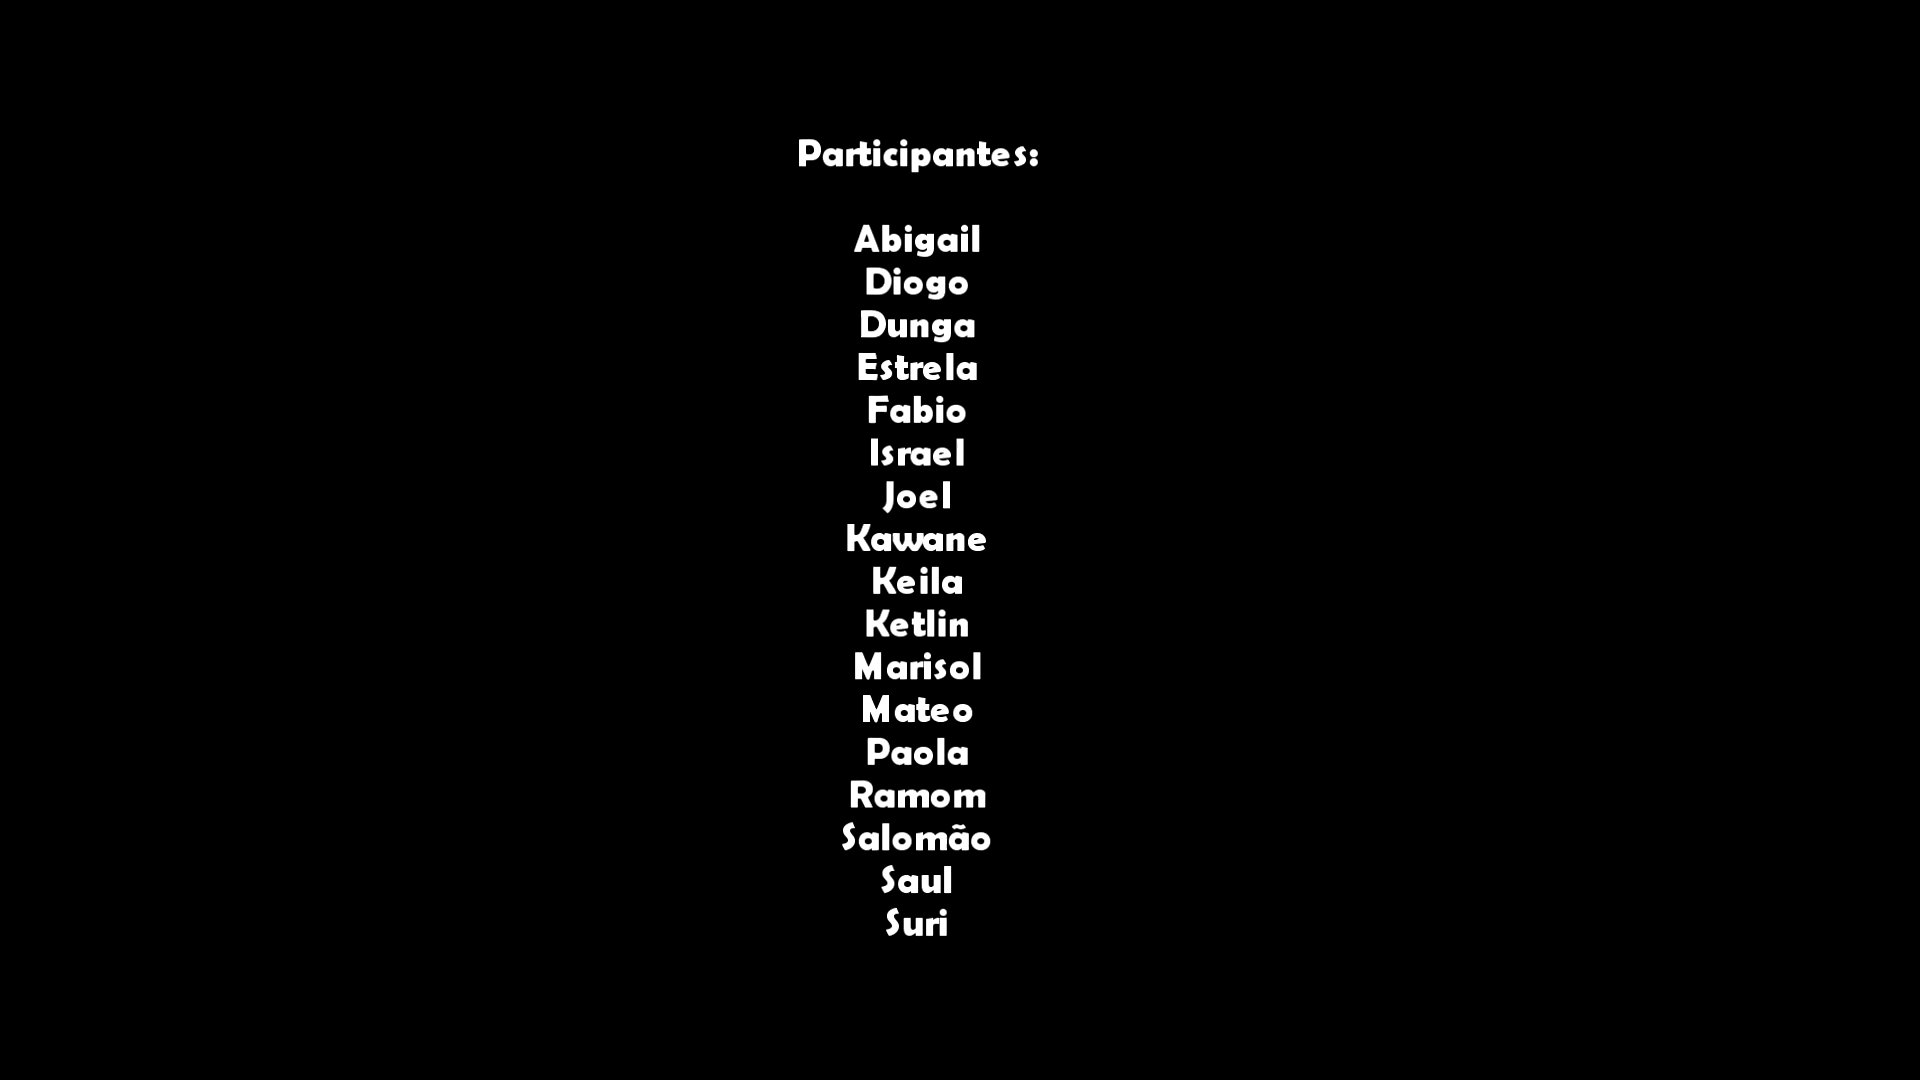 Participantes:
Abigail
Diogo
Dunga
Estrela
Fabio
Israel
Joel
Kawane
Keila
Ketlin
Marisol
Mateo
Paola
Ramom
Salomão
Saul
Suri